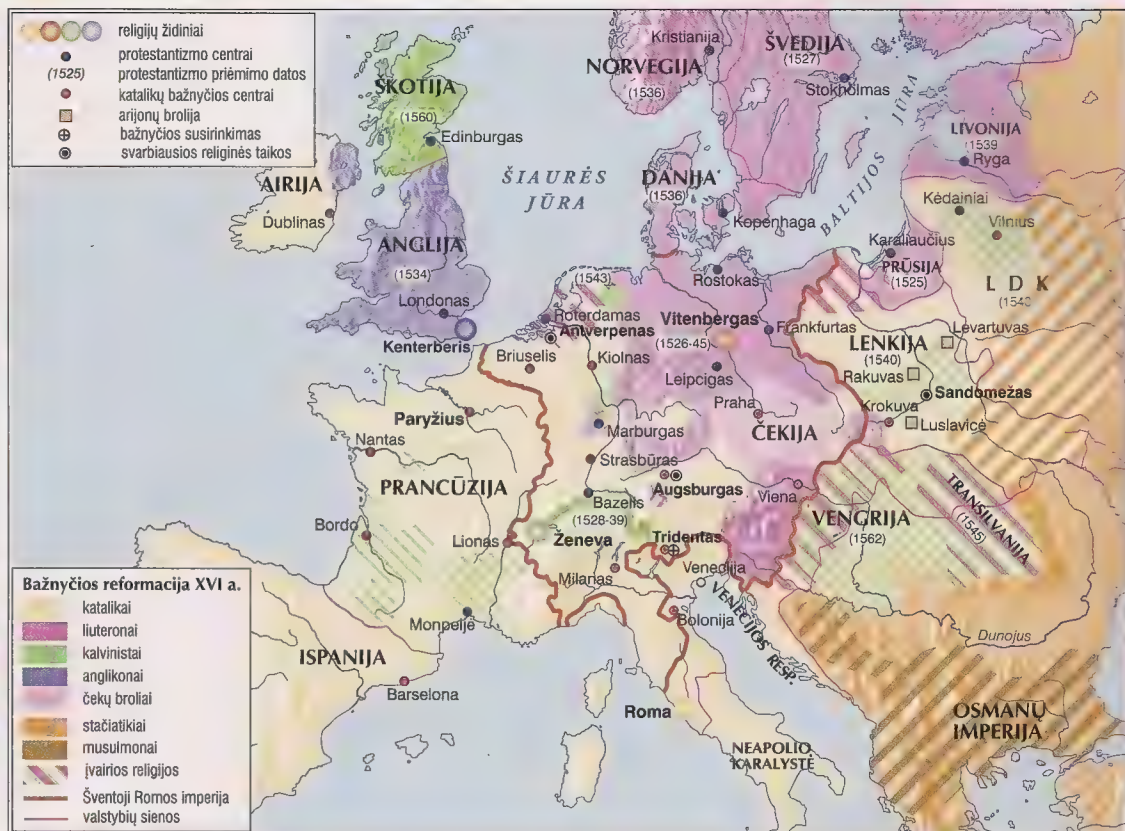 religijų židiniai
protestantizmo centrai
(1525) protestantizmo priėmimo datos
katalikų bažnyčios centrai
arijonų brolija
bažnyčios susirinkimas
svarbiausios religinės taikos
Kristianija
NORVEGIJA
(1536)
ŠVEDIJA
(1527)
Stokholmas
ŠKOTIJA
(1560)
Edinburgas
ŠIAURĖS
JŪRA
BALTIJOS JŪRA
LIVONIJA
(1539
Ryga
AIRIJA
Dublinas
DANIJA
(1536)
Kopenhaga
Kėdainiai
Vilnius
Karaliaučius
PRŪSIJA
(1525)
L D K
ANGLIJA
(1534)
Londonas
Kenterberis
(1543)
Rostokas
Roterdamas
Antverpenas
Vitenbergas
(1526-45)
Frankfurtas
LENKIJA
(1540)
Levartuvas
Briuselis
Kiolnas
Leipcigas
Rakuvas
Sandomežas
Paryžius
Praha
ČEKIJA
Krokuva
Luslavicė
Nantas
Marburgas
Strasbūras
PRANCŪZIJA
Augsburgas
Viena
TRANSILVANIJA
(1545)
Bazelis
(1528-39)
VENGRIJA
(1562)
Bordo
Lionas
Ženeva
Tridentas
Milanas
Venecija
VENECIJOS RESP.
Bolonija
Monpeljė
Dunojus
ISPANIJA
Barselona
Roma
NEAPOLIO
KARALYSTĖ
OSMANŲ
IMPERIJA
Bažnyčios reformacija XVI a.
katalikai
liuteronai
kalvinistai
anglikonai
čekų broliai
stačiatikiai
musulmonai
įvairios religijos
Šventoji Romos imperija
valstybių sienos